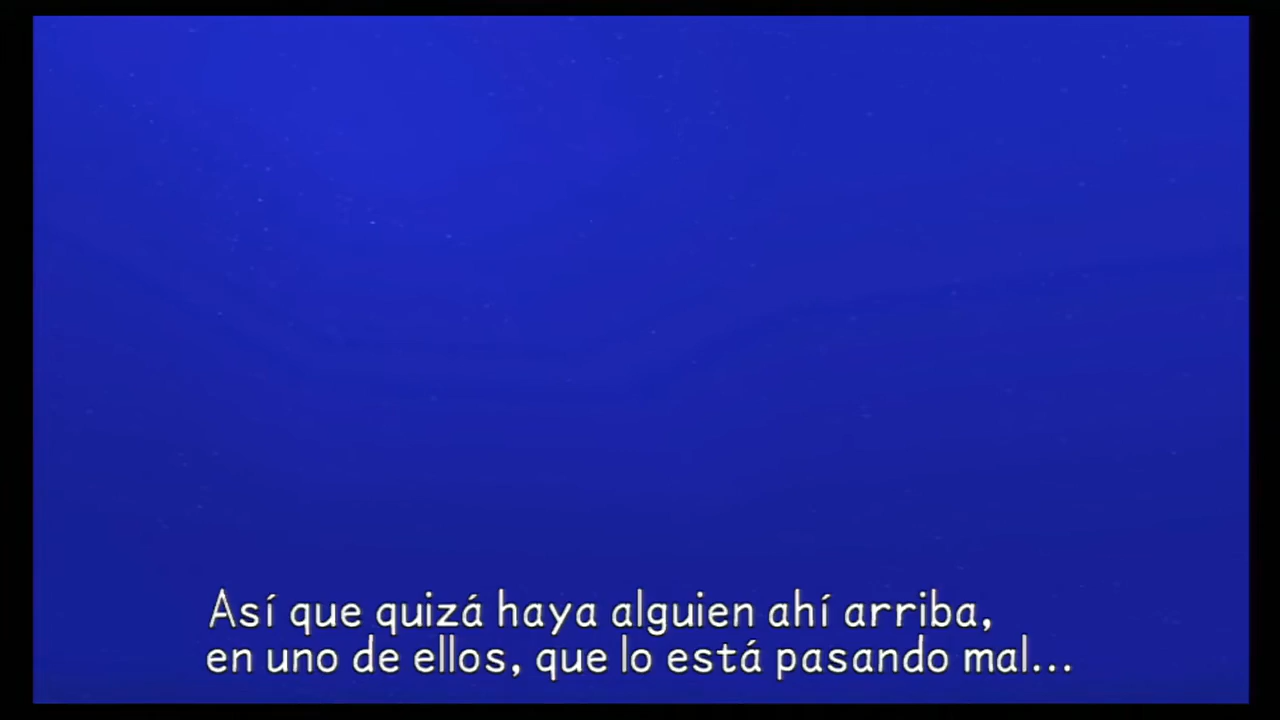 Así que quizá haya alguien ahí arriba,
en uno de ellos, que lo está pasando mal...